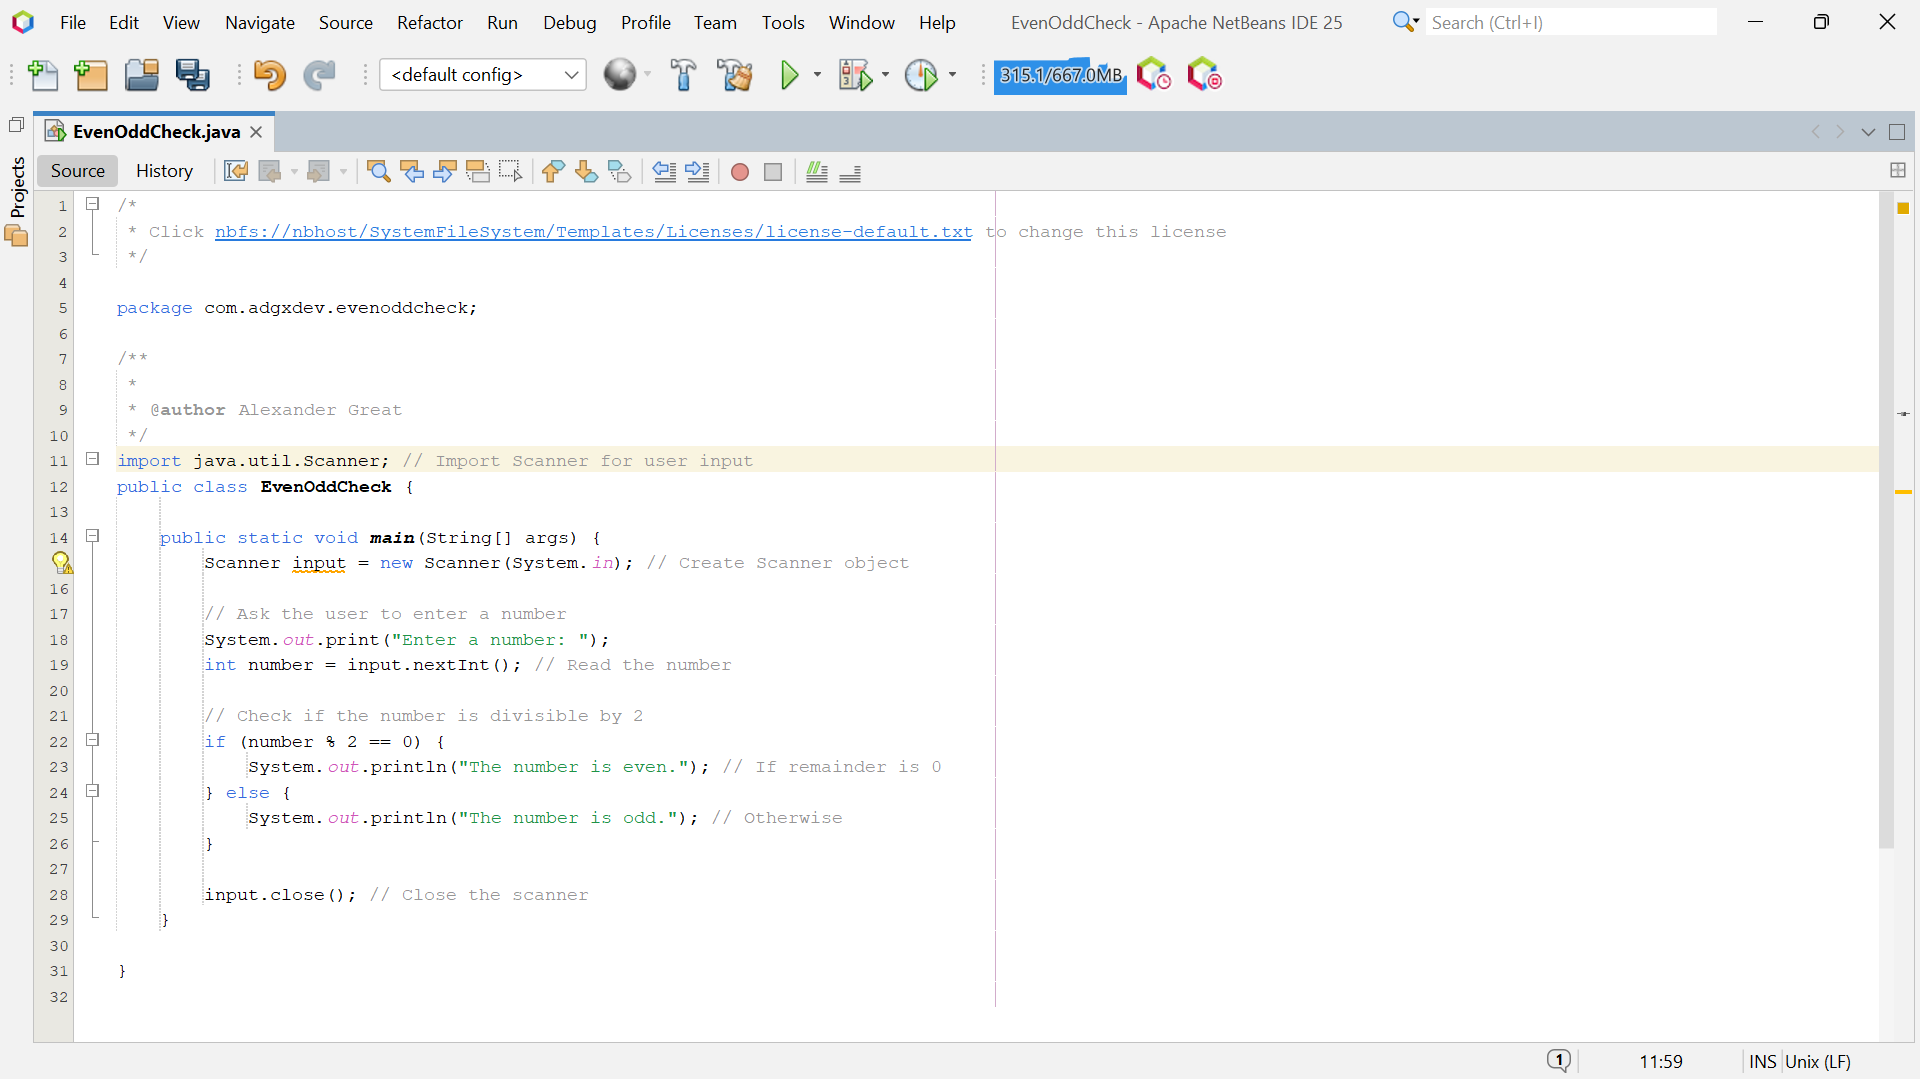 File Edit View Navigate Source Refactor Run Debug Profile Team Tools Window Help EvenOddCheck - Apache NetBeans IDE 25 Search (Ctrl+I)
<default config> 315.1/667.0MB
Projects
EvenOddCheck.java
Source History
1 /*
2 * Click nbfs://nbhost/SystemFileSystem/Templates/Licenses/license-default.txt to change this license
3 */
4
5 package com.adgxdev.evenoddcheck;
6
7 /**
8 *
9 * @author Alexander Great
10 */
11 import java.util.Scanner; // Import Scanner for user input
12 public class EvenOddCheck {
13
14 public static void main(String[] args) {
Scanner input = new Scanner(System.in); // Create Scanner object
16
17 // Ask the user to enter a number
18 System.out.print("Enter a number: ");
19 int number = input.nextInt(); // Read the number
20
21 // Check if the number is divisible by 2
22 if (number % 2 == 0) {
23 System.out.println("The number is even."); // If remainder is 0
24 } else {
25 System.out.println("The number is odd."); // Otherwise
26 }
27
28 input.close(); // Close the scanner
29 }
30
31 }
32
1 11:59 INS Unix (LF)